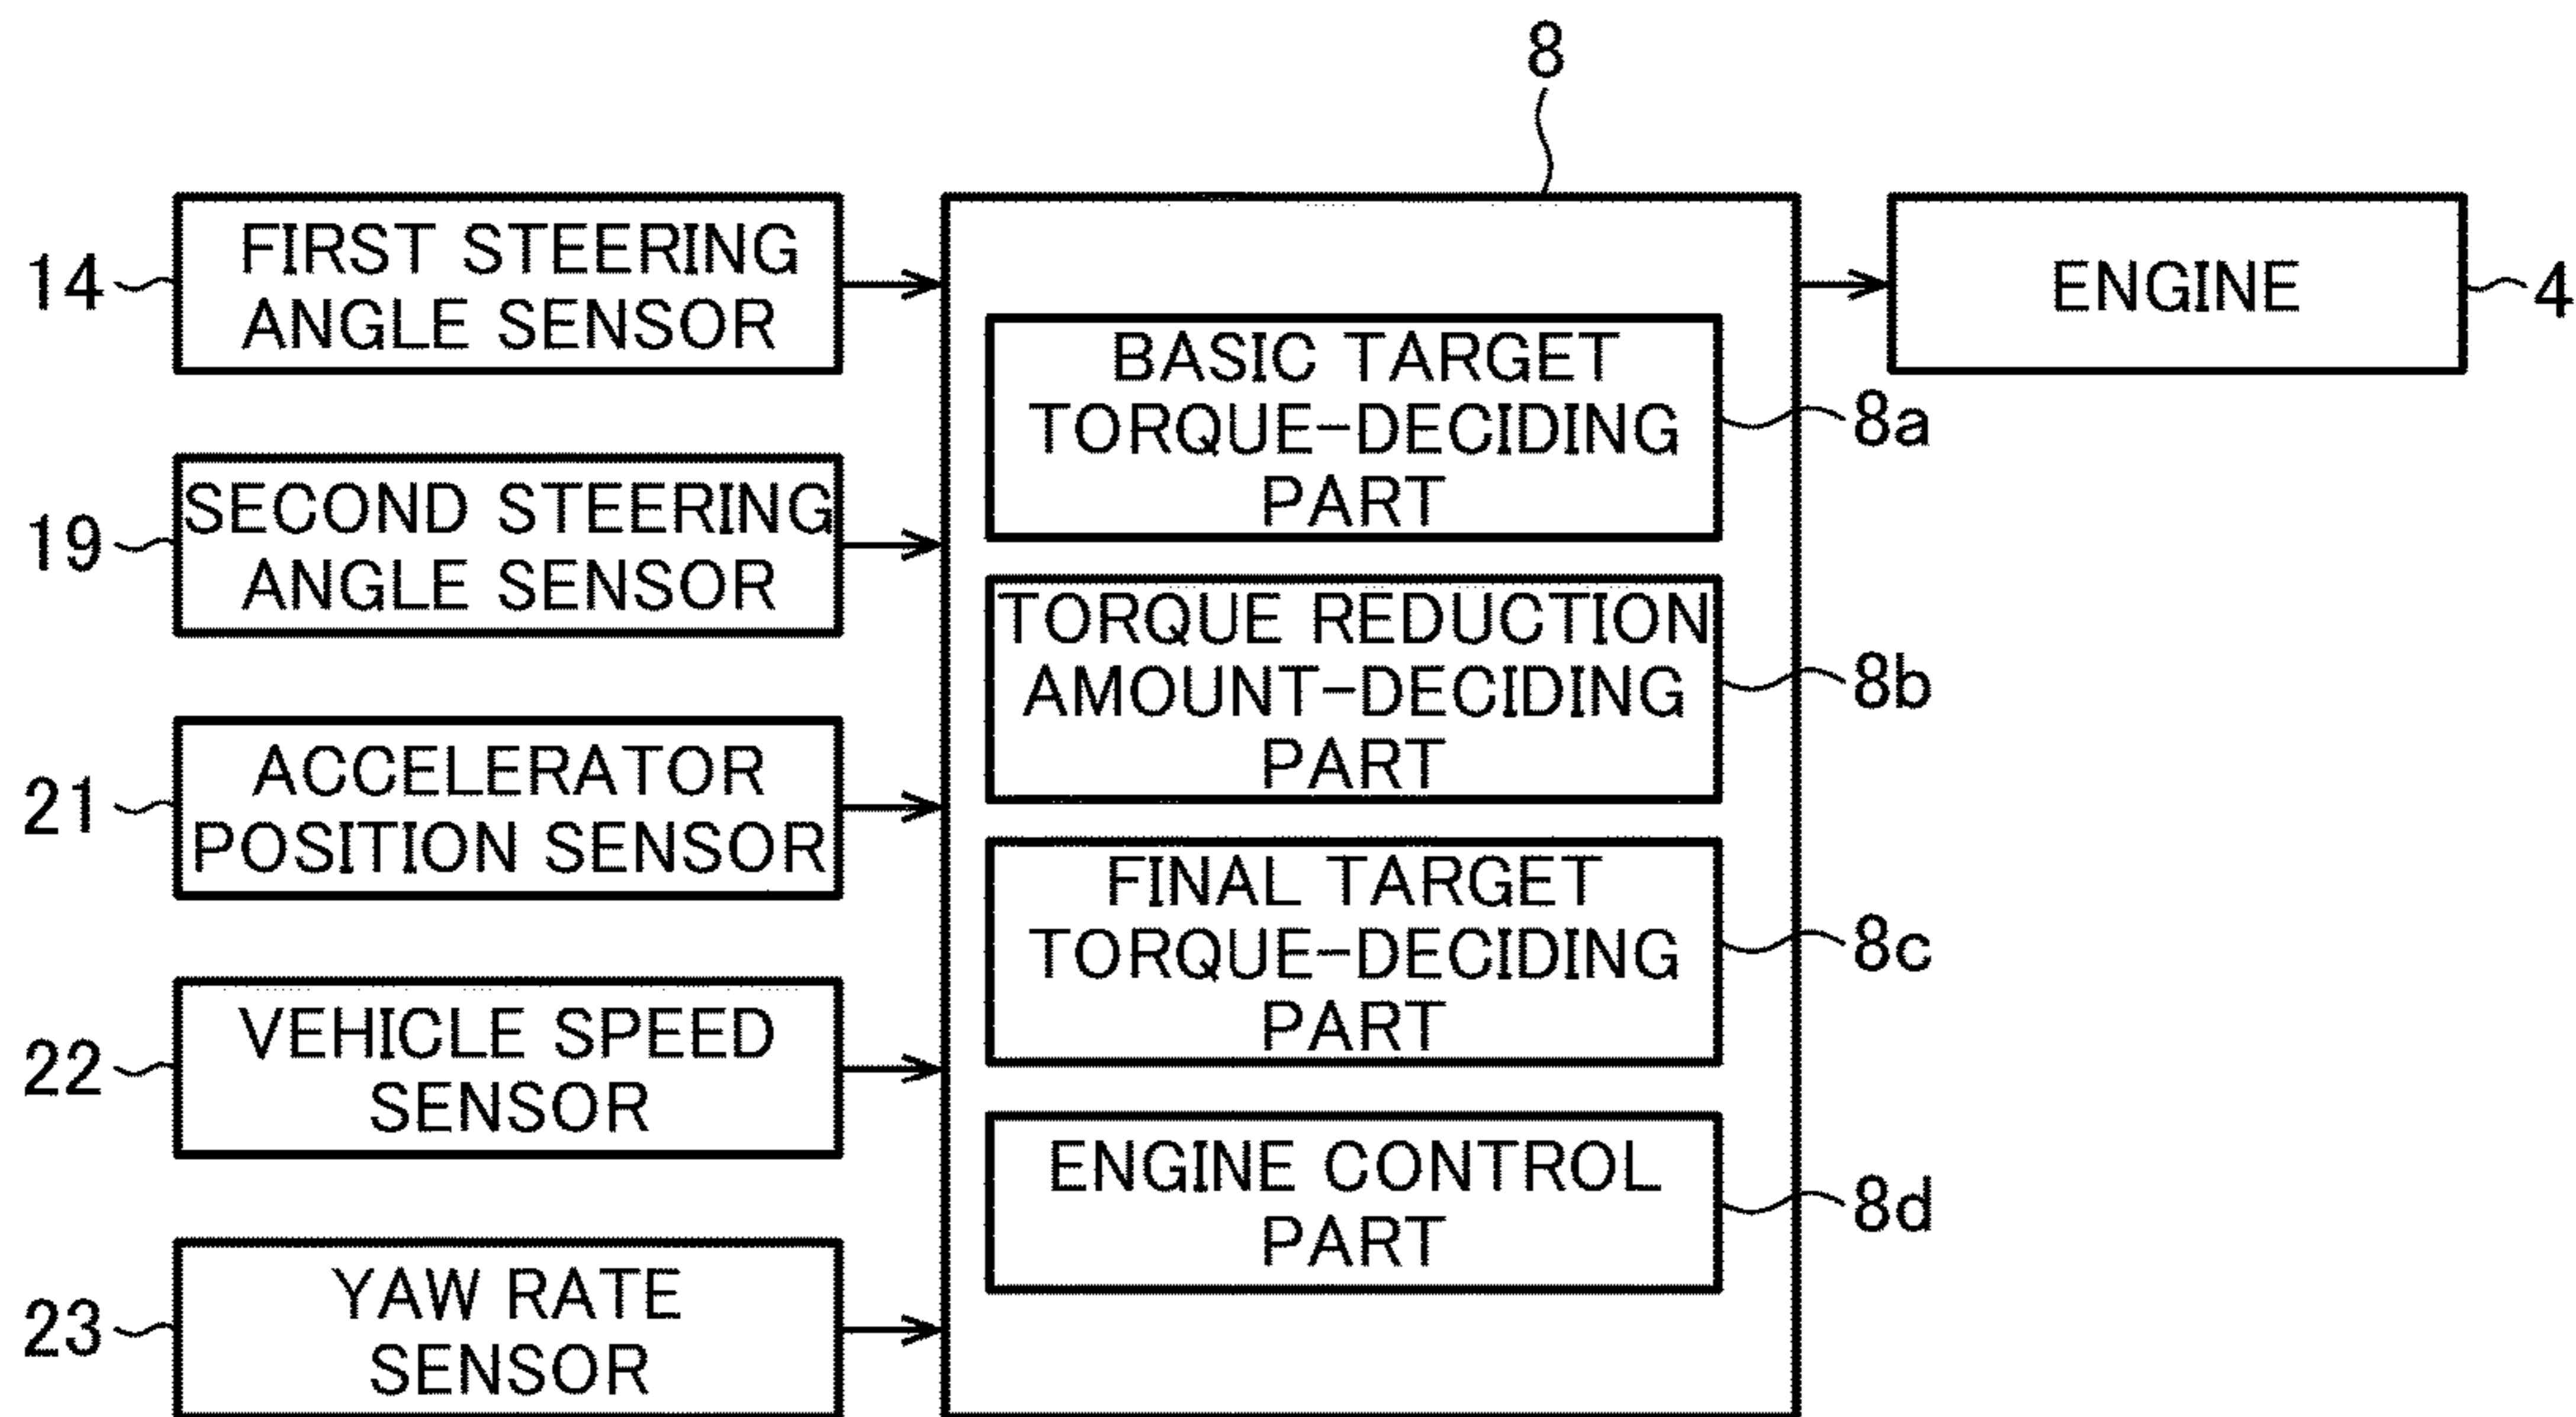 8
14
FIRST STEERING
ANGLE SENSOR
19
SECOND STEERING
ANGLE SENSOR
21
ACCELERATOR
POSITION SENSOR
22
VEHICLE SPEED
SENSOR
23
YAW RATE
SENSOR
BASIC TARGET
TORQUE-DECIDING
PART
8a
TORQUE REDUCTION
AMOUNT-DECIDING
PART
8b
FINAL TARGET
TORQUE-DECIDING
PART
8c
ENGINE CONTROL
PART
8d
ENGINE
4